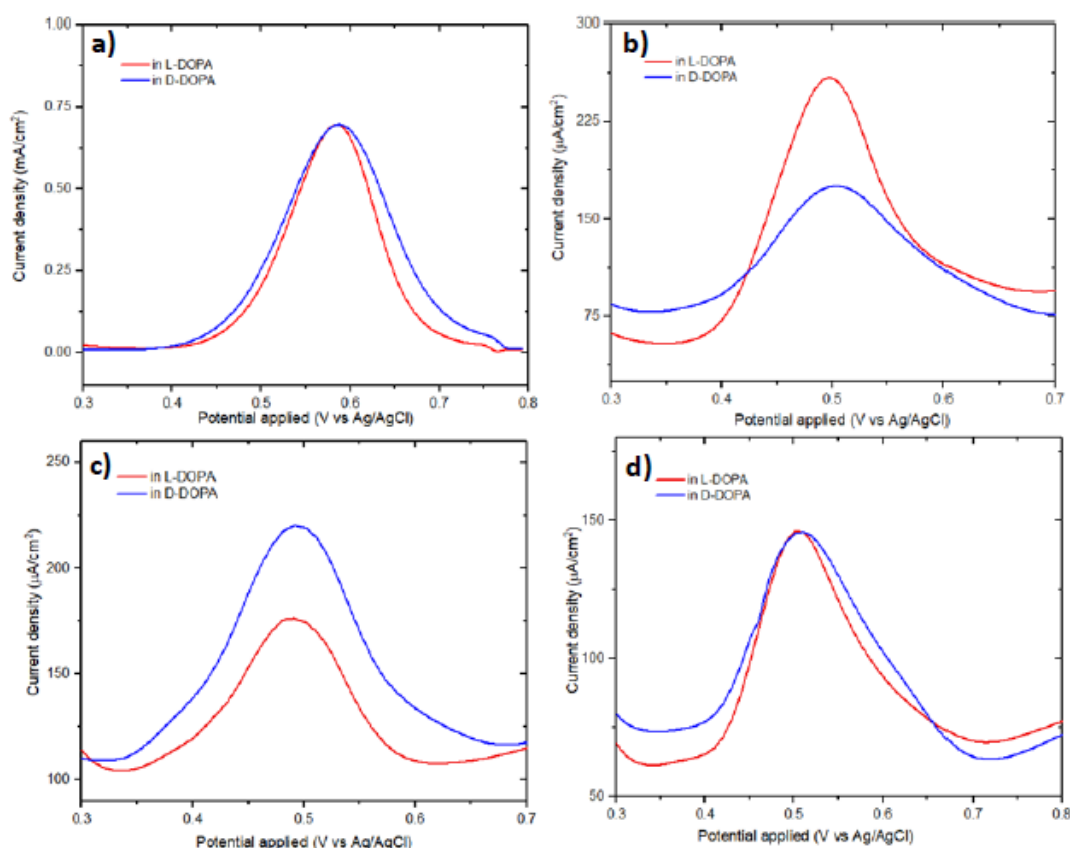 a)
in L-DOPA
in D-DOPA
Current density (mA/cm²)
1.00
0.75
0.50
0.25
0.00
0.3 0.4 0.5 0.6 0.7 0.8
Potential applied (V vs Ag/AgCl)
b)
in L-DOPA
in D-DOPA
Current density (μA/cm²)
300
225
150
75
0.3 0.4 0.5 0.6 0.7
Potential applied (V vs Ag/AgCl)
c)
in L-DOPA
in D-DOPA
Current density (μA/cm²)
250
200
150
100
0.3 0.4 0.5 0.6 0.7
Potential applied (V vs Ag/AgCl)
d)
in L-DOPA
in D-DOPA
Current density (μA/cm²)
150
100
50
0.3 0.4 0.5 0.6 0.7 0.8
Potential applied (V vs Ag/AgCl)